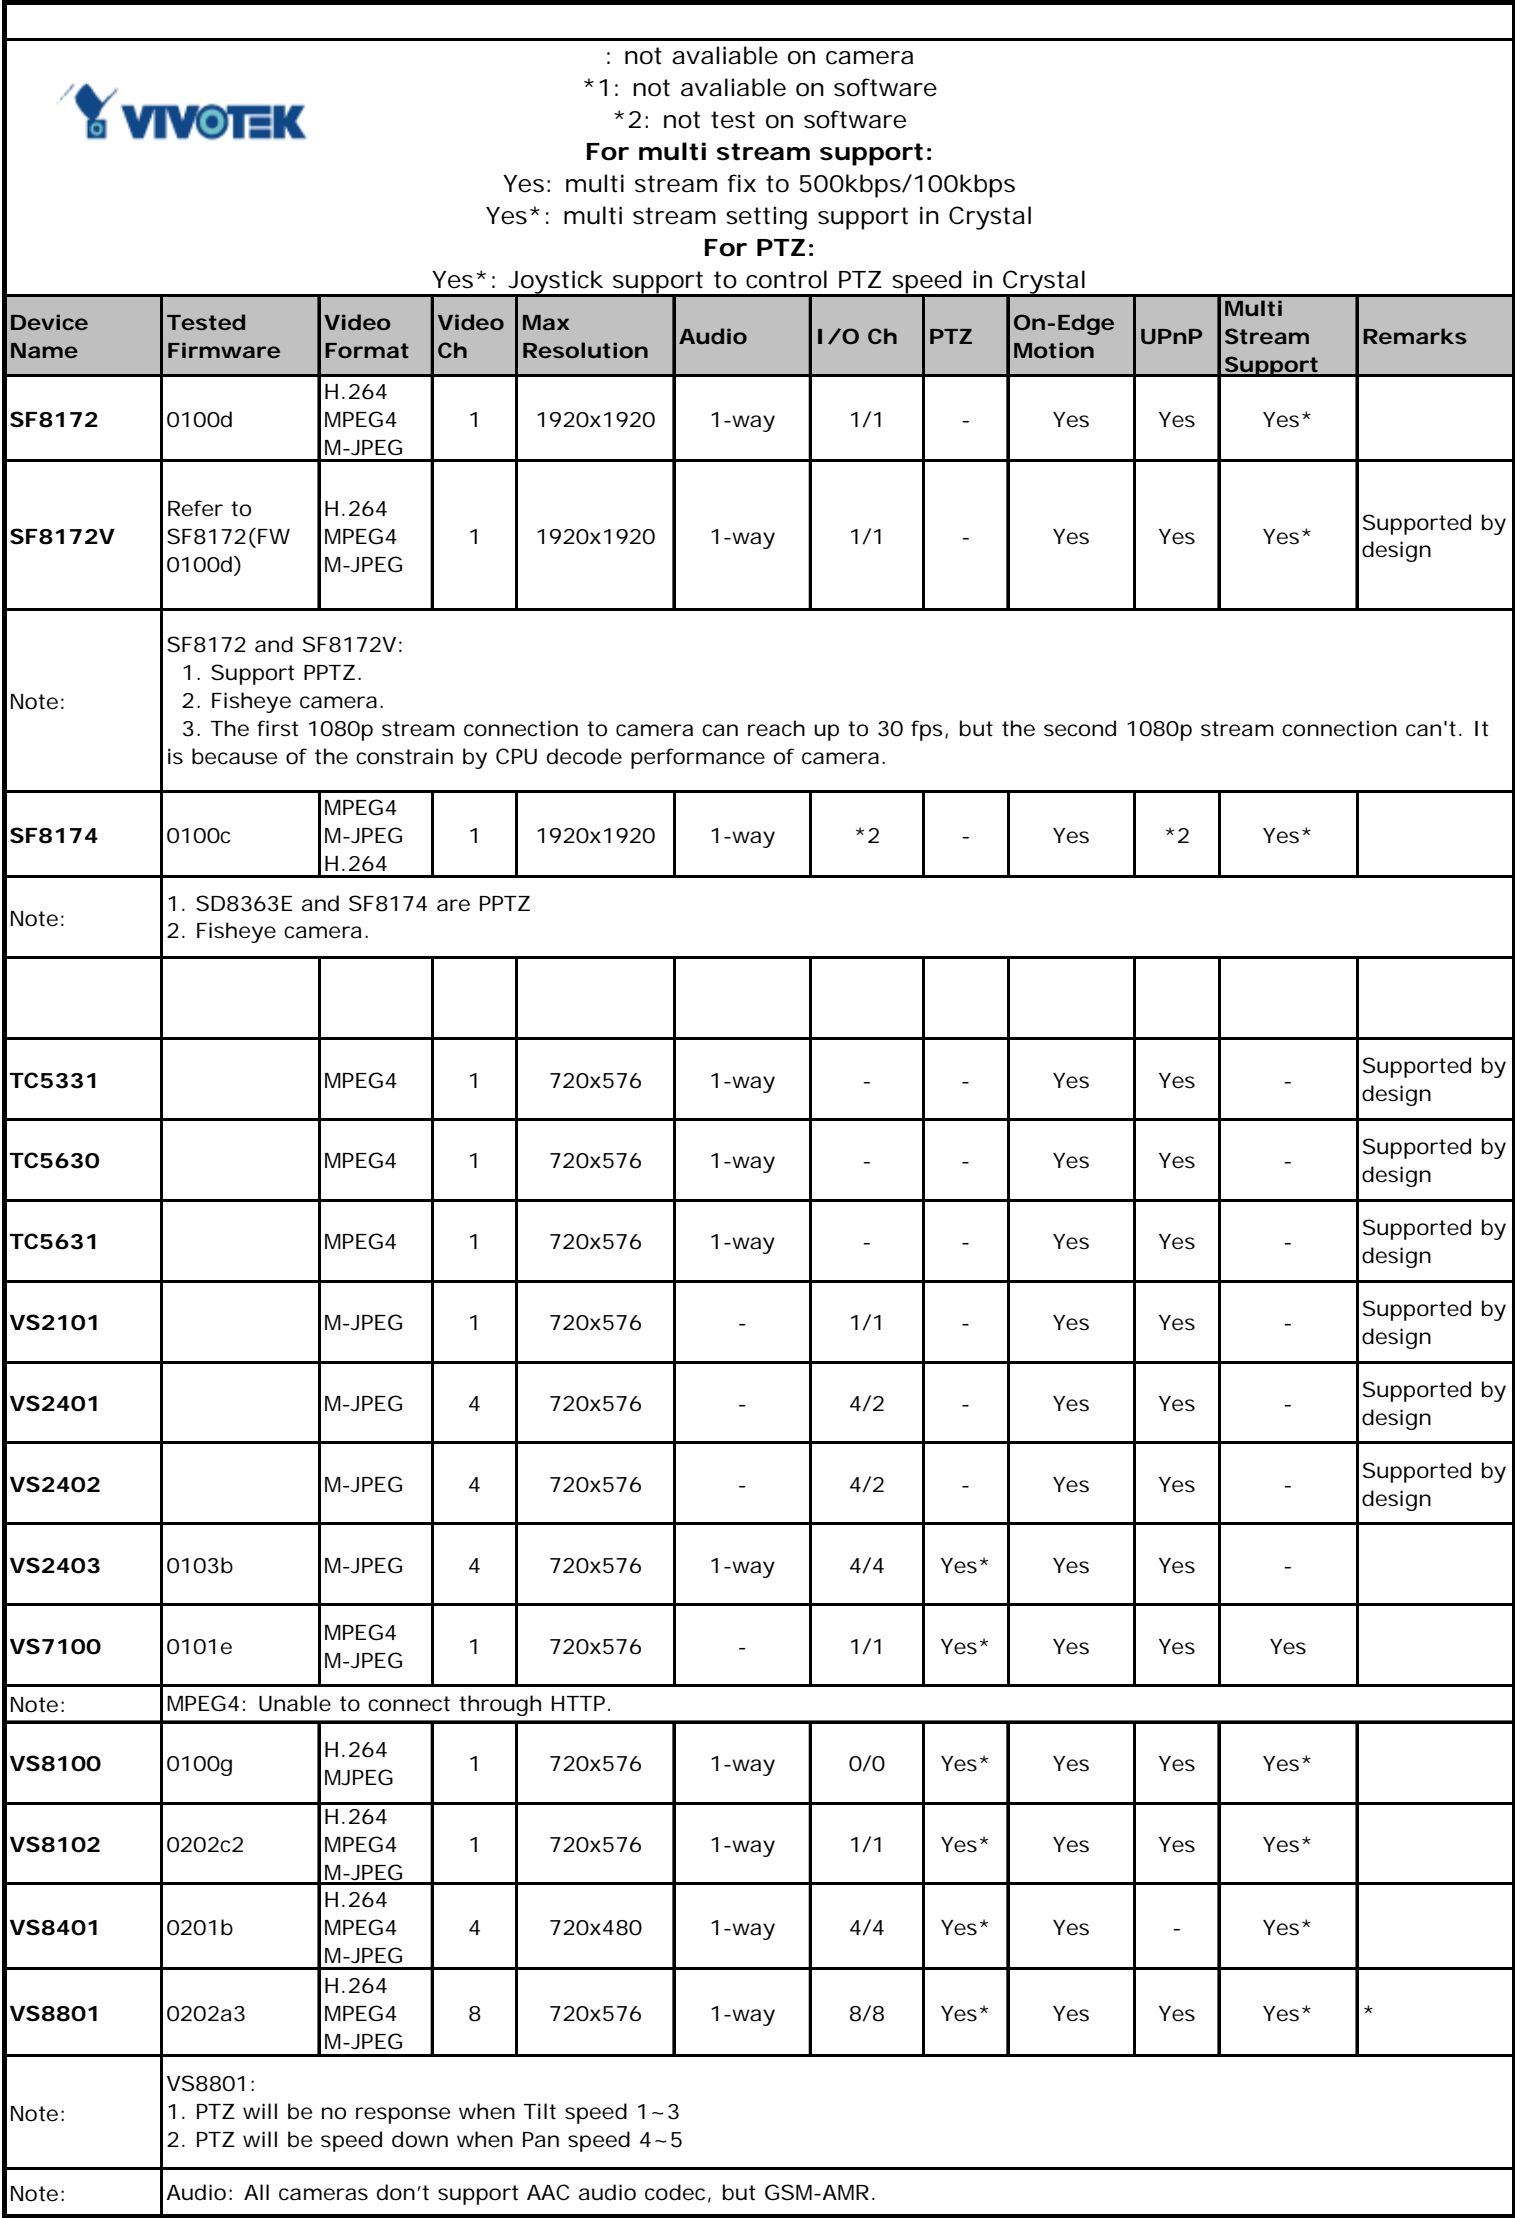 : not avaliable on camera
VIVOTEK
*1: not avaliable on software
*2: not test on software
For multi stream support:
Yes: multi stream fix to 500kbps/100kbps
Yes*: multi stream setting support in Crystal
For PTZ:
Yes*: Joystick support to control PTZ speed in Crystal
Device Name | Tested Firmware | Video Format | Video Ch | Max Resolution | Audio | I/O Ch | PTZ | On-Edge Motion | UPnP | Multi Stream Support | Remarks
SF8172 | 0100d | H.264 MPEG4 M-JPEG | 1 | 1920x1920 | 1-way | 1/1 | - | Yes | Yes | Yes*
SF8172V | Refer to SF8172(FW 0100d) | H.264 MPEG4 M-JPEG | 1 | 1920x1920 | 1-way | 1/1 | - | Yes | Yes | Yes* | Supported by design
Note:
SF8172 and SF8172V:
1. Support PPTZ.
2. Fisheye camera.
3. The first 1080p stream connection to camera can reach up to 30 fps, but the second 1080p stream connection can't. It
is because of the constrain by CPU decode performance of camera.
SF8174 | 0100c | MPEG4 M-JPEG H.264 | 1 | 1920x1920 | 1-way | *2 | - | Yes | *2 | Yes*
Note:
1. SD8363E and SF8174 are PPTZ
2. Fisheye camera.
TC5331 | MPEG4 | 1 | 720x576 | 1-way | - | - | Yes | Yes | - | Supported by design
TC5630 | MPEG4 | 1 | 720x576 | 1-way | - | - | Yes | Yes | - | Supported by design
TC5631 | MPEG4 | 1 | 720x576 | 1-way | - | - | Yes | Yes | - | Supported by design
VS2101 | M-JPEG | 1 | 720x576 | - | 1/1 | - | Yes | Yes | - | Supported by design
VS2401 | M-JPEG | 4 | 720x576 | - | 4/2 | - | Yes | Yes | - | Supported by design
VS2402 | M-JPEG | 4 | 720x576 | - | 4/2 | - | Yes | Yes | - | Supported by design
VS2403 | 0103b | M-JPEG | 4 | 720x576 | 1-way | 4/4 | Yes* | Yes | Yes | -
VS7100 | 0101e | MPEG4 M-JPEG | 1 | 720x576 | - | 1/1 | Yes* | Yes | Yes | Yes
Note: MPEG4: Unable to connect through HTTP.
VS8100 | 0100g | H.264 MJPEG | 1 | 720x576 | 1-way | 0/0 | Yes* | Yes | Yes | Yes*
VS8102 | 0202c2 | H.264 MPEG4 M-JPEG | 1 | 720x576 | 1-way | 1/1 | Yes* | Yes | Yes | Yes*
VS8401 | 0201b | H.264 MPEG4 M-JPEG | 4 | 720x480 | 1-way | 4/4 | Yes* | Yes | - | Yes*
VS8801 | 0202a3 | H.264 MPEG4 M-JPEG | 8 | 720x576 | 1-way | 8/8 | Yes* | Yes | Yes | Yes* | *
Note:
VS8801:
1. PTZ will be no response when Tilt speed 1~3
2. PTZ will be speed down when Pan speed 4~5
Note: Audio: All cameras don’t support AAC audio codec, but GSM-AMR.